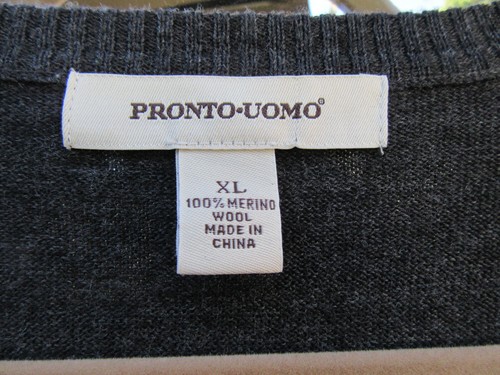 PRONTO·UOMO®
XL
100% MERINO
WOOL
MADE IN
CHINA